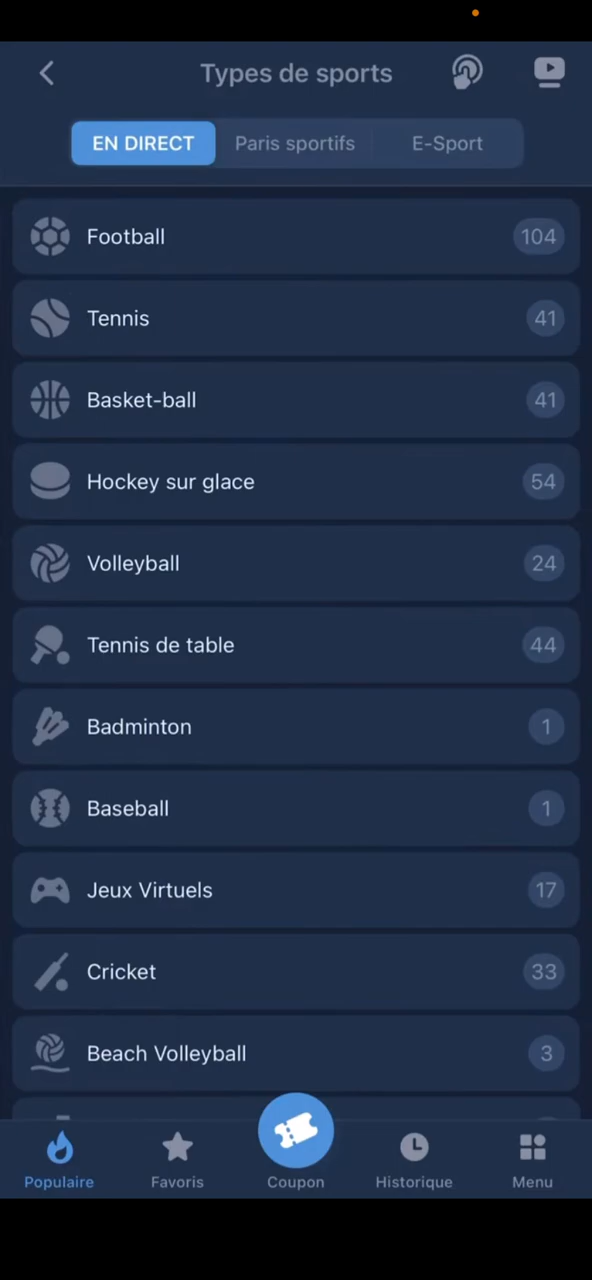 Types de sports
EN DIRECT
Paris sportifs
E-Sport
Football 104
Tennis 41
Basket-ball 41
Hockey sur glace 54
Volleyball 24
Tennis de table 44
Badminton 1
Baseball 1
Jeux Virtuels 17
Cricket 33
Beach Volleyball 3
Populaire
Favoris
Coupon
Historique
Menu